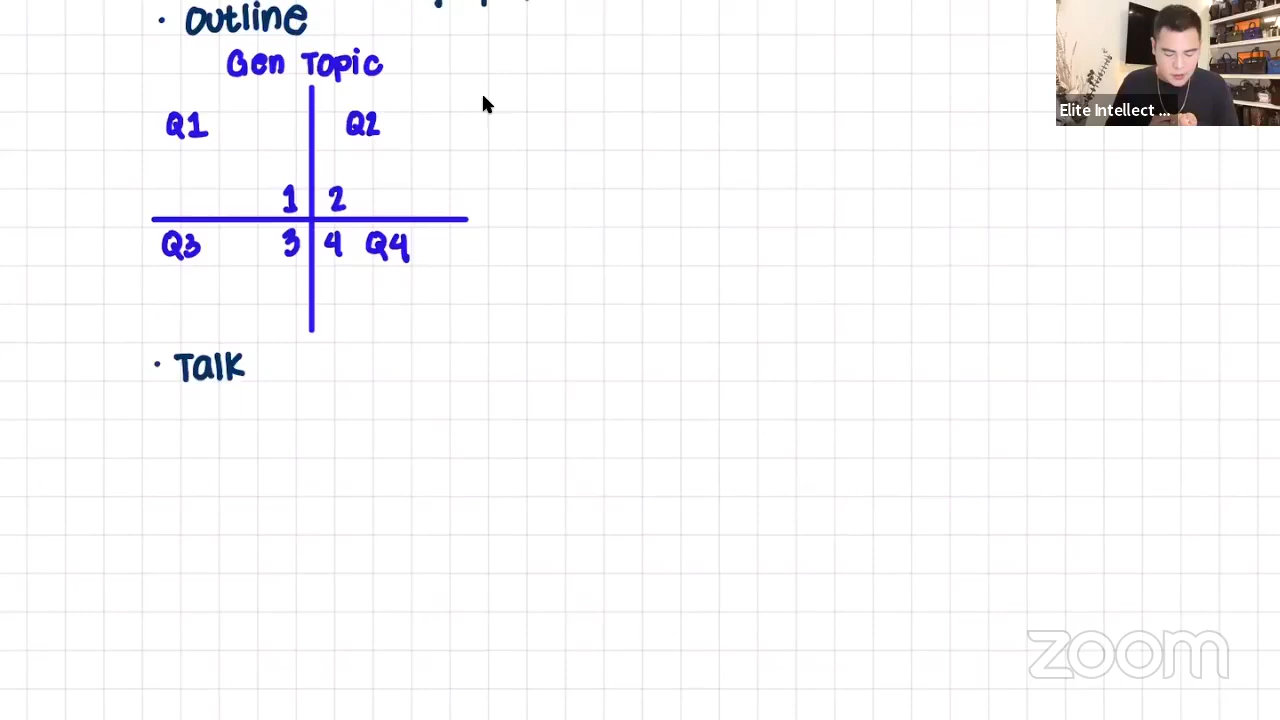 · Outline
Gen Topic
Q1 Q2
1 2
Q3 3 4 Q4
· Talk
Elite Intellect ...
zoom